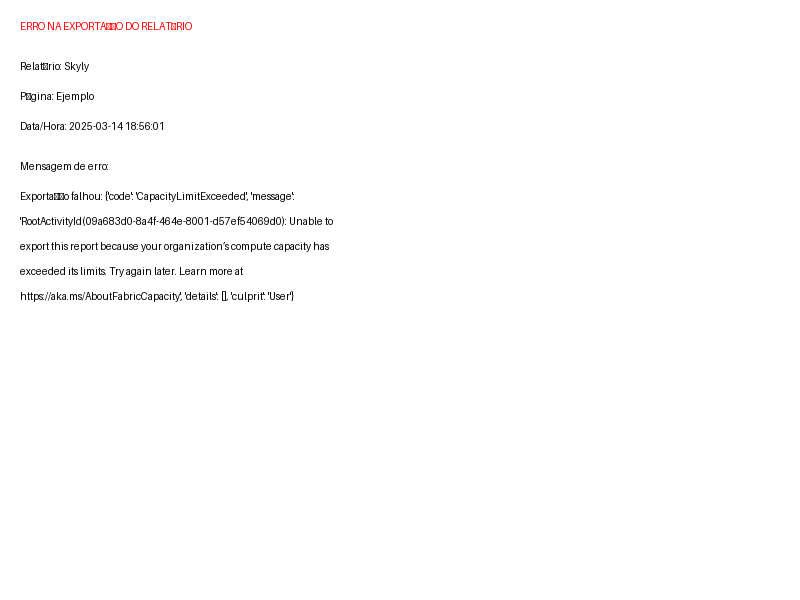 ERRO NA EXPORTA▯▯O DO RELAT▯RIO
Relat▯rio: Skyly
P▯gina: Ejemplo
Data/Hora: 2025-03-14 18:56:01
Mensagem de erro:
Exporta▯▯o falhou: {'code': 'CapacityLimitExceeded', 'message':
'RootActivityId(09a683d0-8a4f-464e-8001-d57ef54069d0): Unable to
export this report because your organization’s compute capacity has
exceeded its limits. Try again later. Learn more at
https://aka.ms/AboutFabricCapacity', 'details': [], 'culprit': 'User'}